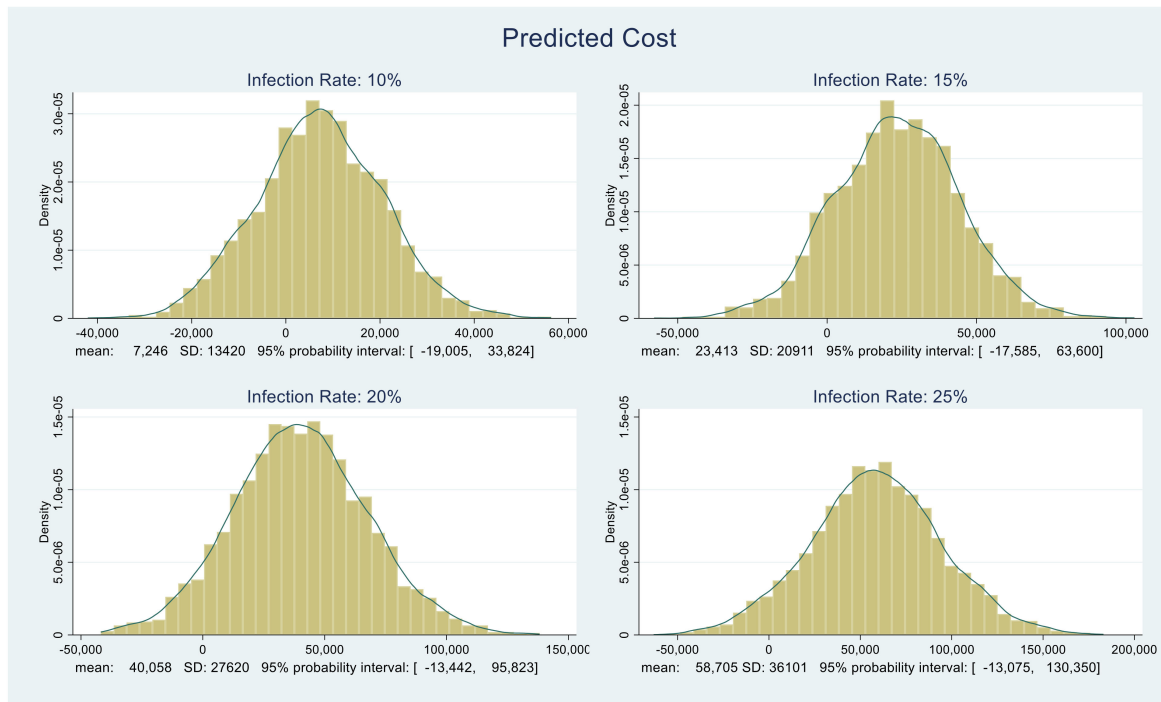 Predicted Cost
Infection Rate: 10%
Density
3.0e-05
2.0e-05
1.0e-05
0
-40,000 -20,000 0 20,000 40,000 60,000
mean: 7,246 SD: 13420 95% probability interval: [ -19,005, 33,824]
Infection Rate: 15%
Density
2.0e-05
1.5e-05
1.0e-05
5.0e-06
0
-50,000 0 50,000 100,000
mean: 23,413 SD: 20911 95% probability interval: [ -17,585, 63,600]
Infection Rate: 20%
Density
1.5e-05
1.0e-05
5.0e-06
0
-50,000 0 50,000 100,000 150,00
mean: 40,058 SD: 27620 95% probability interval: [ -13,442, 95,823]
Infection Rate: 25%
Density
1.5e-05
1.0e-05
5.0e-06
0
-50,000 0 50,000 100,000 150,000 200,000
mean: 58,705 SD: 36101 95% probability interval: [ -13,075, 130,350]